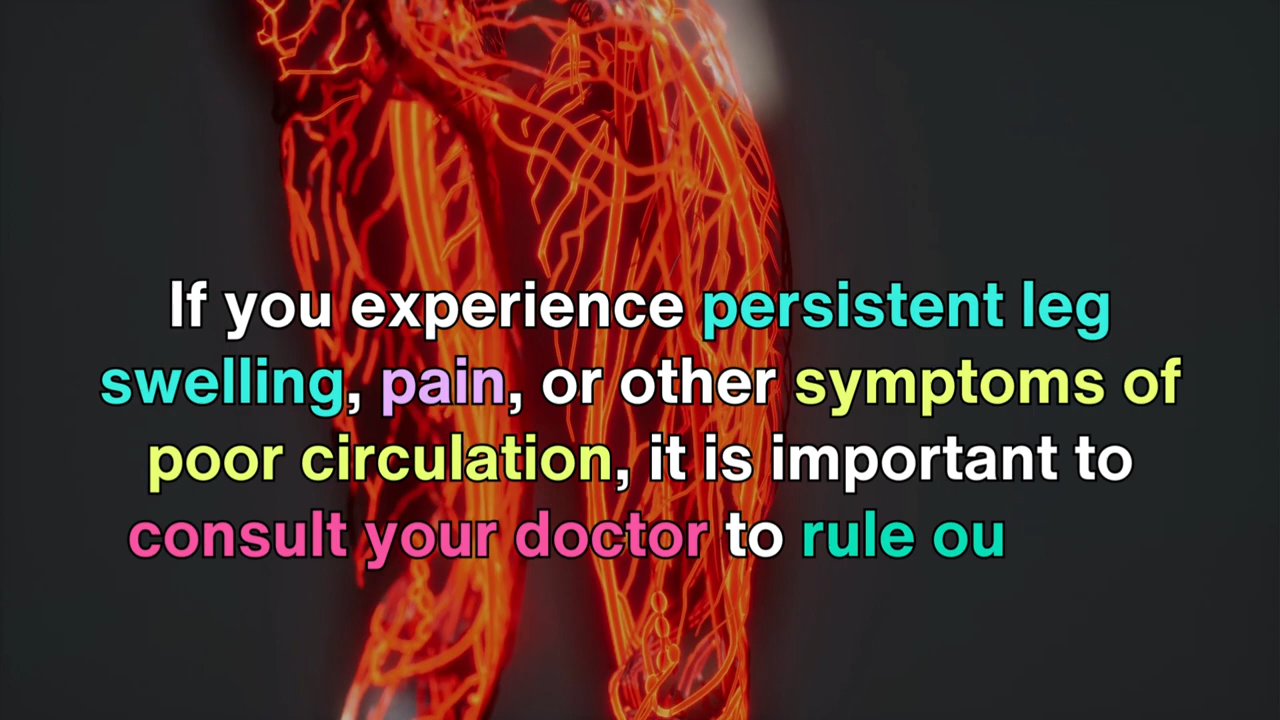 If you experience persistent leg
swelling, pain, or other symptoms of
poor circulation, it is important to
consult your doctor to rule ou